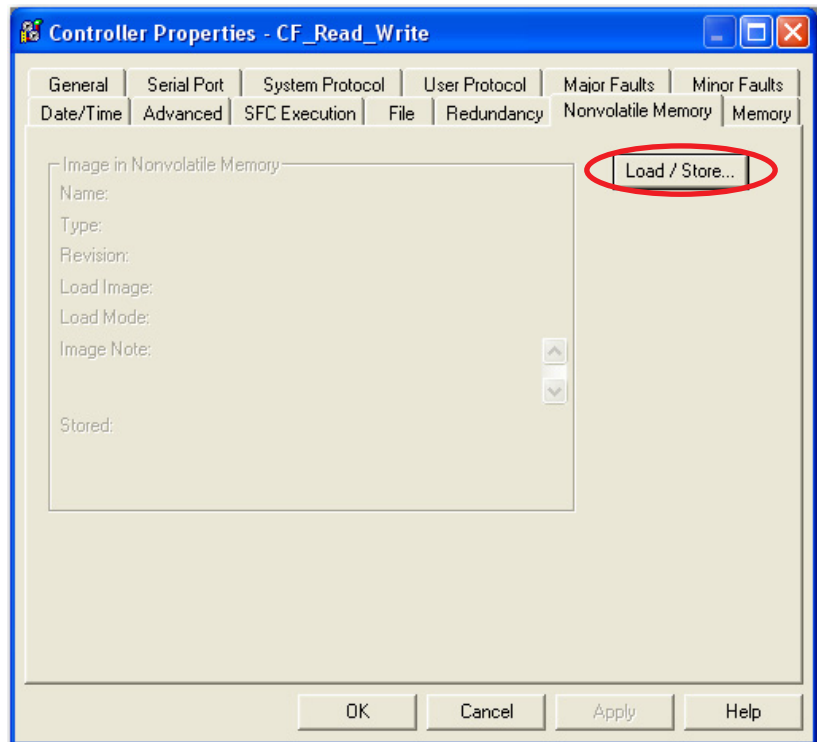 Controller Properties - CF_Read_Write
General Serial Port System Protocol User Protocol Major Faults Minor Faults
Date/Time Advanced SFC Execution File Redundancy Nonvolatile Memory Memory
Image in Nonvolatile Memory
Load / Store...
Name:
Type:
Revision:
Load Image:
Load Mode:
Image Note:
Stored:
OK Cancel Apply Help